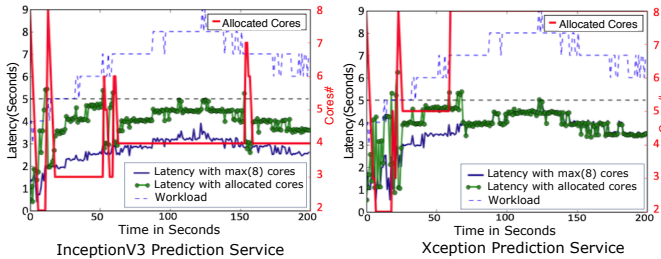 Allocated Cores
Latency(Seconds)
9
8
7
6
5
4
3
2
1
0
8
7
6
5
4
3
2
Cores#
Latency with max(8) cores
Latency with allocated cores
Workload
0
50
100
150
200
Time in Seconds
InceptionV3 Prediction Service
Allocated Cores
Latency(Seconds)
9
8
7
6
5
4
3
2
1
0
8
7
6
5
4
3
2
Latency with max(8) cores
Latency with allocated cores
Workload
0
50
100
150
200
Time in Seconds
Xception Prediction Service